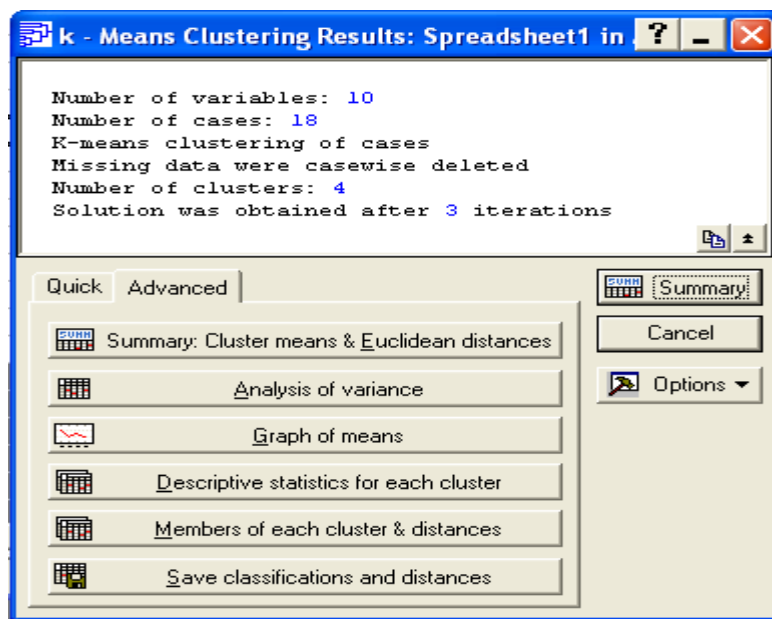 k - Means Clustering Results: Spreadsheet1 in
Number of variables: 10
Number of cases: 18
K-means clustering of cases
Missing data were casewise deleted
Number of clusters: 4
Solution was obtained after 3 iterations
Quick Advanced
Summary
Summary: Cluster means & Euclidean distances
Cancel
Analysis of variance
Options
Graph of means
Descriptive statistics for each cluster
Members of each cluster & distances
Save classifications and distances